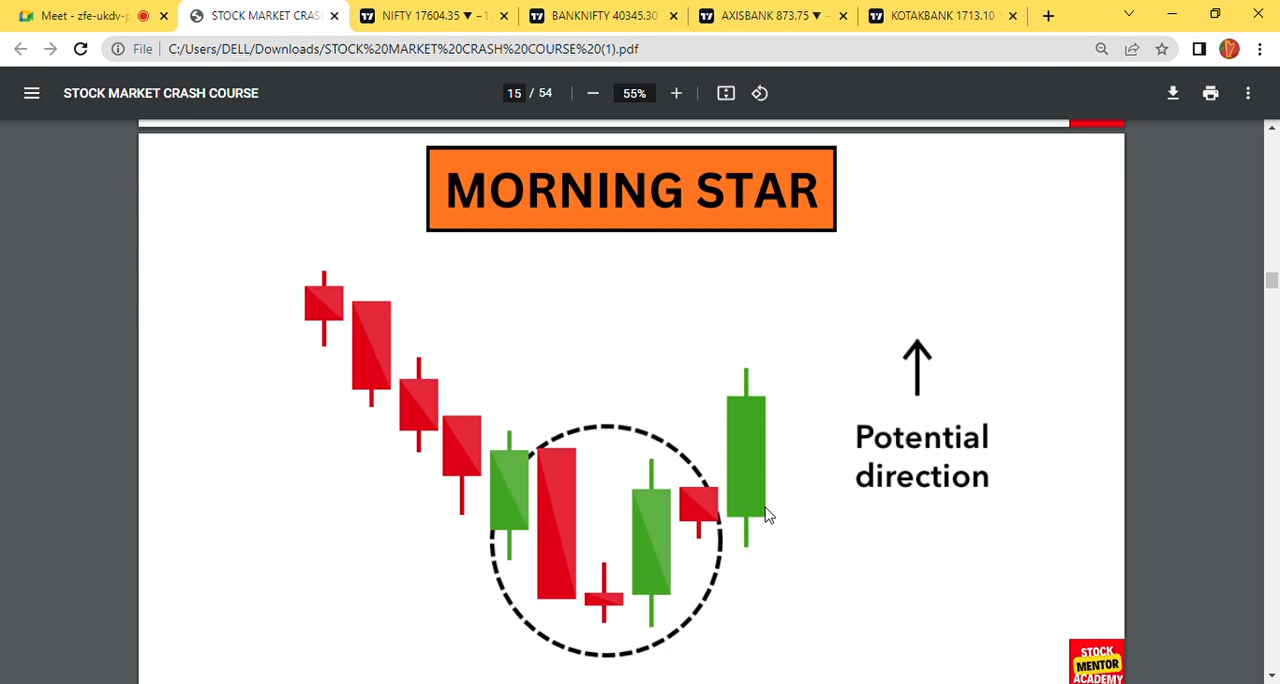 Meet - zfe-ukdv-p
STOCK MARKET CRAS
NIFTY 17604.35 ▼ −1.
BANKNIFTY 40345.30
AXISBANK 873.75 ▼ −
KOTAKBANK 1713.10
File
C:/Users/DELL/Downloads/STOCK%20MARKET%20CRASH%20COURSE%20(1).pdf
STOCK MARKET CRASH COURSE
15 / 54
55%
MORNING STAR
Potential
direction
STOCK
MENTOR
ACADEMY